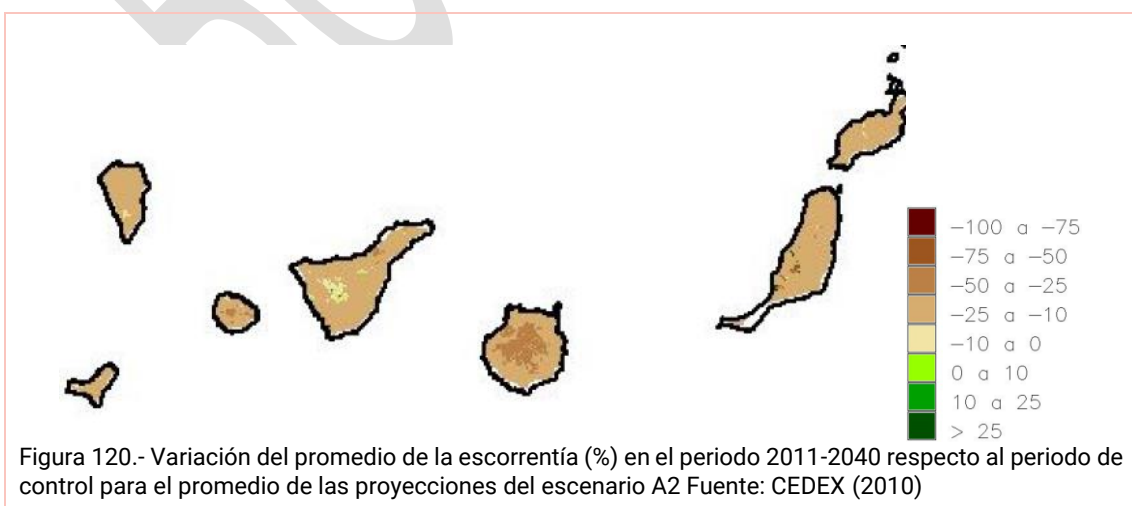 −100 a −75
−75 a −50
−50 a −25
−25 a −10
−10 a 0
0 a 10
10 a 25
> 25
Figura 120.- Variación del promedio de la escorrentía (%) en el periodo 2011-2040 respecto al periodo de
control para el promedio de las proyecciones del escenario A2 Fuente: CEDEX (2010)